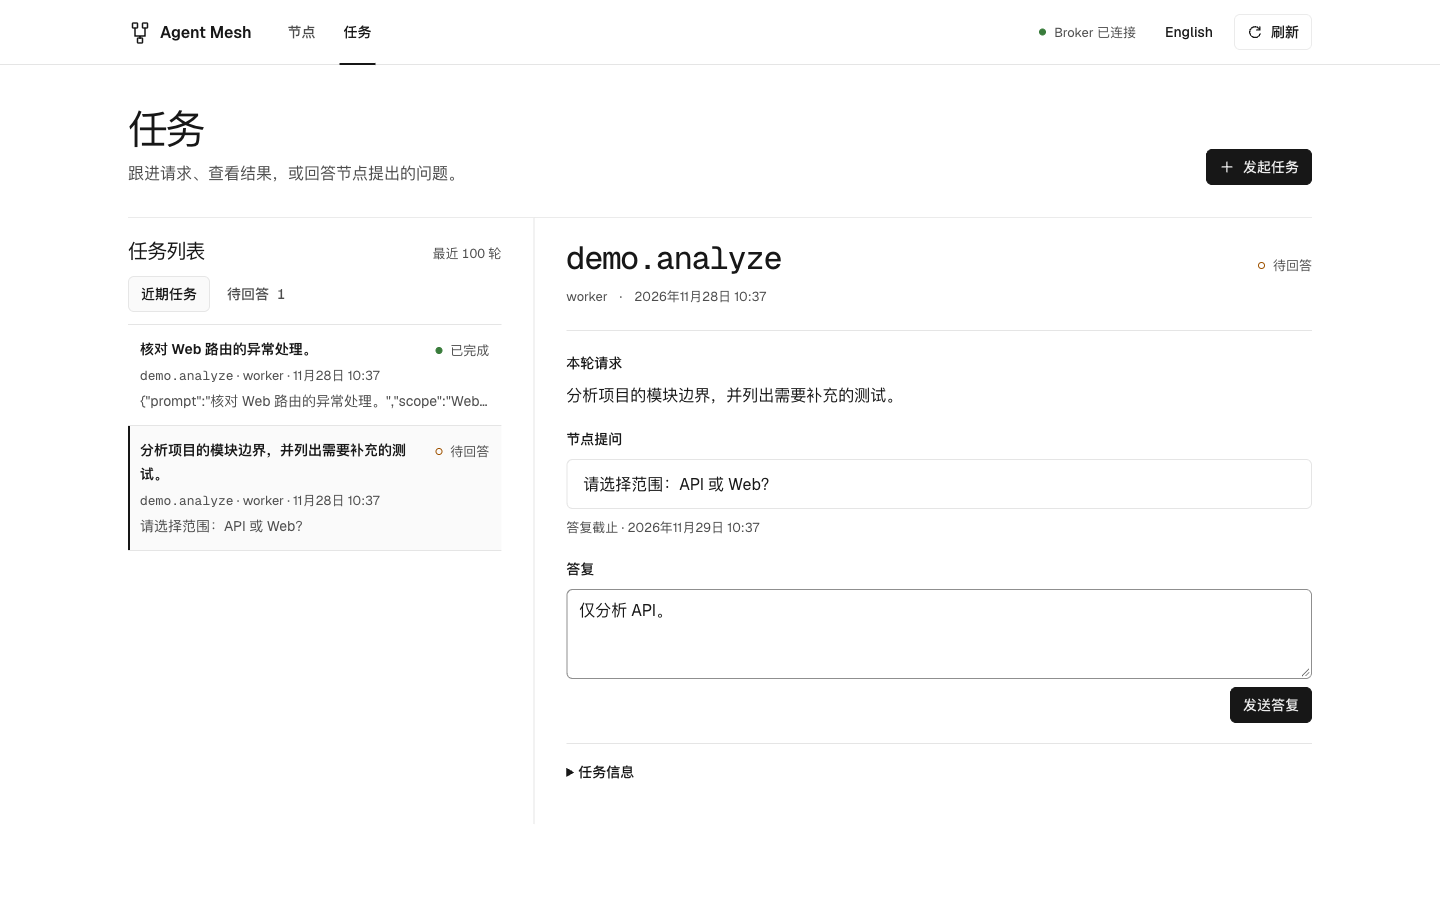 Agent Mesh
节点
任务
Broker 已连接
English
刷新
任务
跟进请求、查看结果，或回答节点提出的问题。
发起任务
任务列表
最近 100 轮
近期任务
待回答 1
核对 Web 路由的异常处理。
已完成
demo.analyze · worker · 11月28日 10:37
{"prompt":"核对 Web 路由的异常处理。","scope":"Web...
分析项目的模块边界，并列出需要补充的测
试。
待回答
demo.analyze · worker · 11月28日 10:37
请选择范围：API 或 Web?
demo.analyze
待回答
worker · 2026年11月28日 10:37
本轮请求
分析项目的模块边界，并列出需要补充的测试。
节点提问
请选择范围：API 或 Web?
答复截止 · 2026年11月29日 10:37
答复
仅分析 API。
发送答复
任务信息